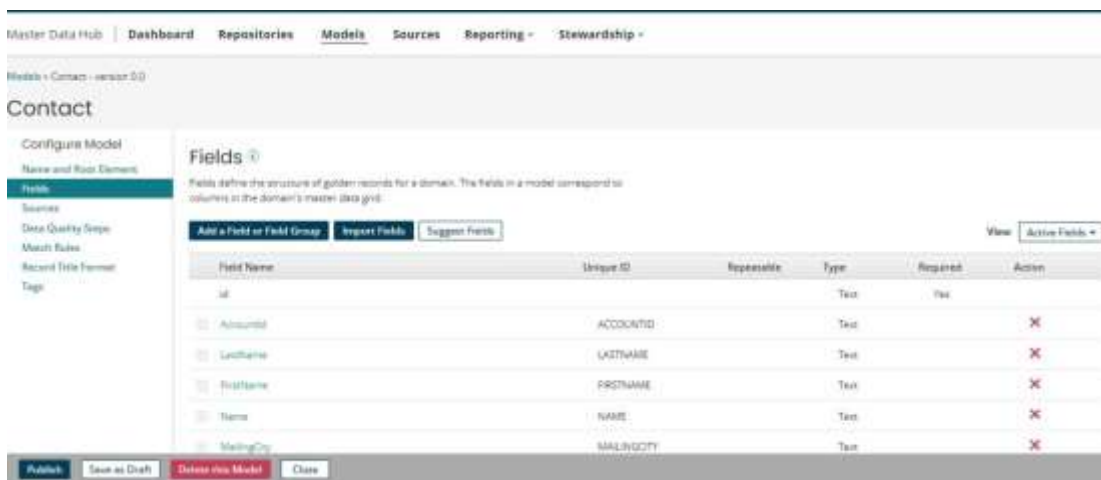 Master Data Hub Dashboard Repositories Models Sources Reporting Stewardship
Models » Contact - version 0.0
Contact
Configure Model
Name and Root Element
Fields
Sources
Data Quality Steps
Match Rules
Record Title Format
Tags
Fields
Fields define the structure of golden records for a domain. The fields in a model correspond to
columns in the domain's master data grid.
Add a Field or Field Group Import Fields Suggest Fields View Active Fields
Field Name Unique ID Repeatable Type Required Action
id Text Yes
AccountId ACCOUNTID Text
LastName LASTNAME Text
FirstName FIRSTNAME Text
Name NAME Text
MailingCity MAILINGCITY Text
Publish Save as Draft Delete this Model Close